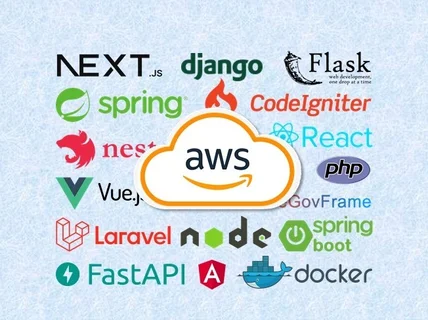 NEXT.JS django Flask
web development,
one drop at a time
spring CodeIgniter
nest
aws
React
php
Vue.js
GovFrame
Laravel node spring
boot
FastAPI A docker